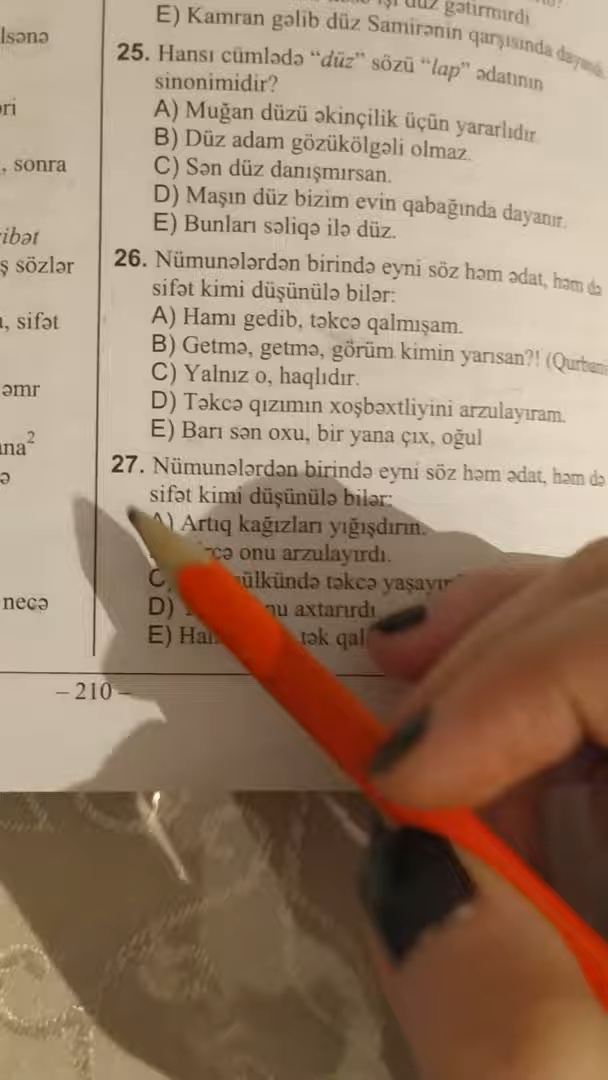 düz gətirmirdi
E) Kamran gəlib düz Samirənin qarşısında
lsənə
25. Hansı cümlədə “düz” sözü “lap” ədatının
sinonimidir?
A) Muğan düzü əkinçilik üçün yararlıdır
B) Düz adam gözükölgəli olmaz.
C) Sən düz danışmırsan.
D) Maşın düz bizim evin qabağında dayanır.
E) Bunları səliqə ilə düz.
, sonra
ş sözlər
, sifət
əmr
necə
26. Nümunələrdən birində eyni söz həm ədat, həm də
sifət kimi düşünülə bilər:
A) Hamı gedib, təkcə qalmışam.
B) Getmə, getmə, görüm kimin yarısan?!
C) Yalnız o, haqlıdır.
D) Təkcə qızımın xoşbəxtliyini arzulayıram.
E) Barı sən oxu, bir yana çıx, oğul
27. Nümunələrdən birində eyni söz həm ədat, həm də
sifət kimi düşünülə bilər:
A) Artıq kağızları yığışdırın.
onu arzulayırdı.
C təkcə
D) axtarırdı
E) tək
– 210 –